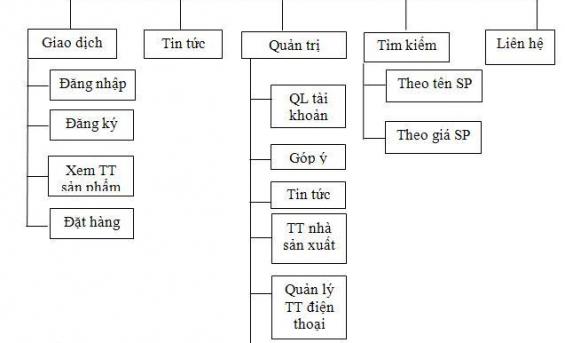 Giao dịch
Tin tức
Quản trị
Tìm kiếm
Liên hệ
Đăng nhập
Đăng ký
Xem TT
sản phẩm
Đặt hàng
QL tài
khoản
Góp ý
Tin tức
TT nhà
sản xuất
Quản lý
TT điện
thoại
Theo tên SP
Theo giá SP